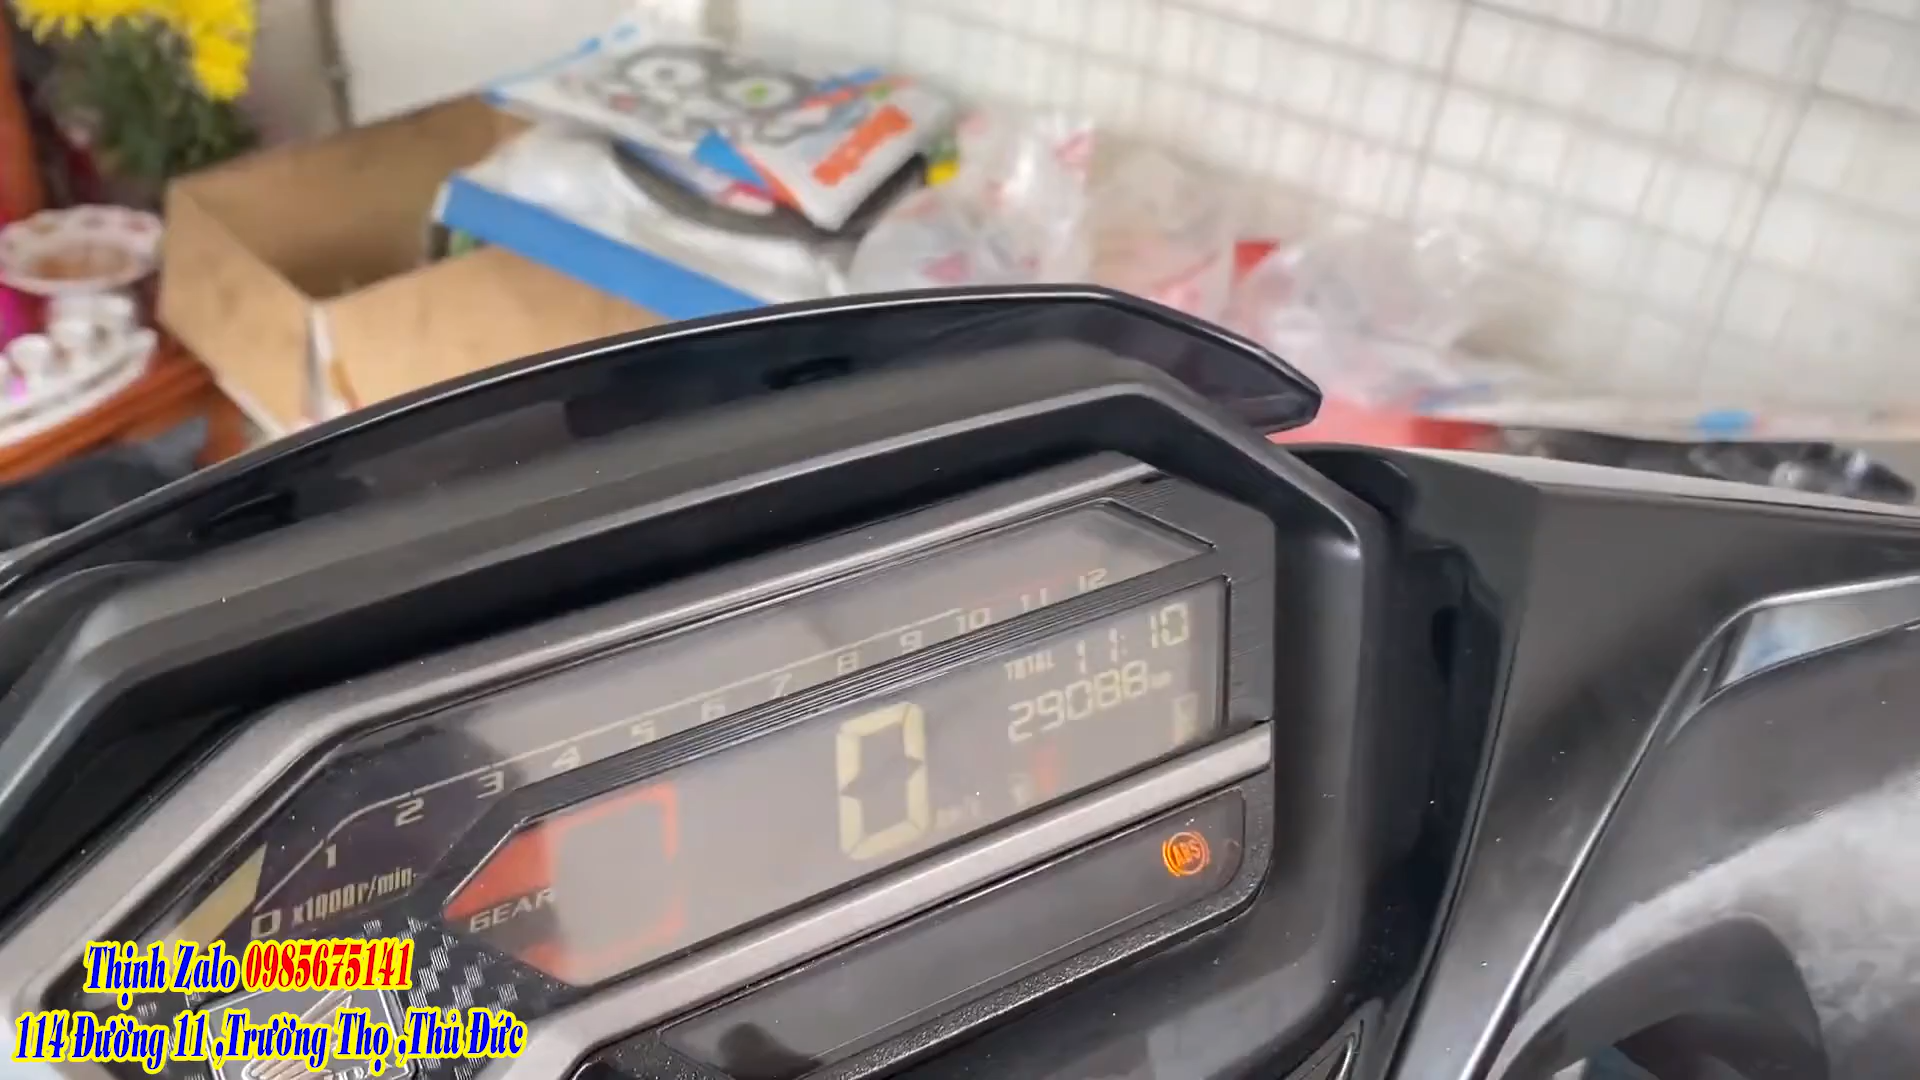 12
11
10
9
8
7
6
5
4
3
2
1
0 x1000r/min
11:10
TOTAL
29088
0
GEAR
ABS
Thịnh Zalo 0985675141
114 Đường 11 ,Trường Thọ ,Thủ Đức